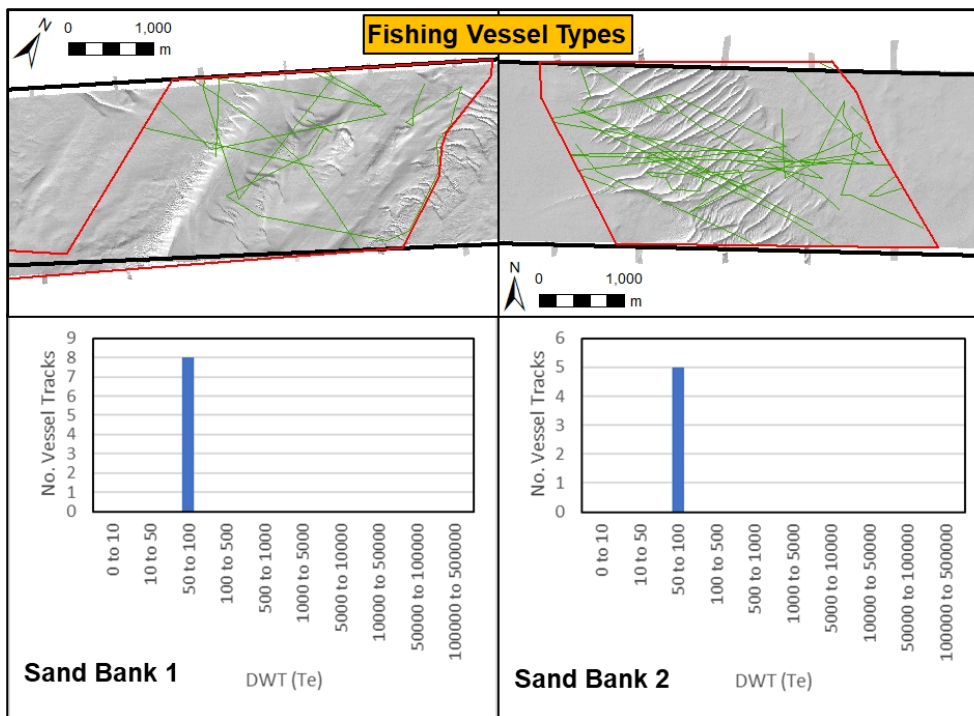 Fishing Vessel Types
N
0 1,000
m
N
0 1,000
m
9
8
7
6
5
4
3
2
1
0
No. Vessel Tracks
0 to 10
10 to 50
50 to 100
100 to 500
500 to 1000
1000 to 5000
5000 to 10000
10000 to 50000
50000 to 100000
100000 to 500000
DWT (Te)
Sand Bank 1
6
5
4
3
2
1
0
No. Vessel Tracks
0 to 10
10 to 50
50 to 100
100 to 500
500 to 1000
1000 to 5000
5000 to 10000
10000 to 50000
50000 to 100000
100000 to 500000
DWT (Te)
Sand Bank 2